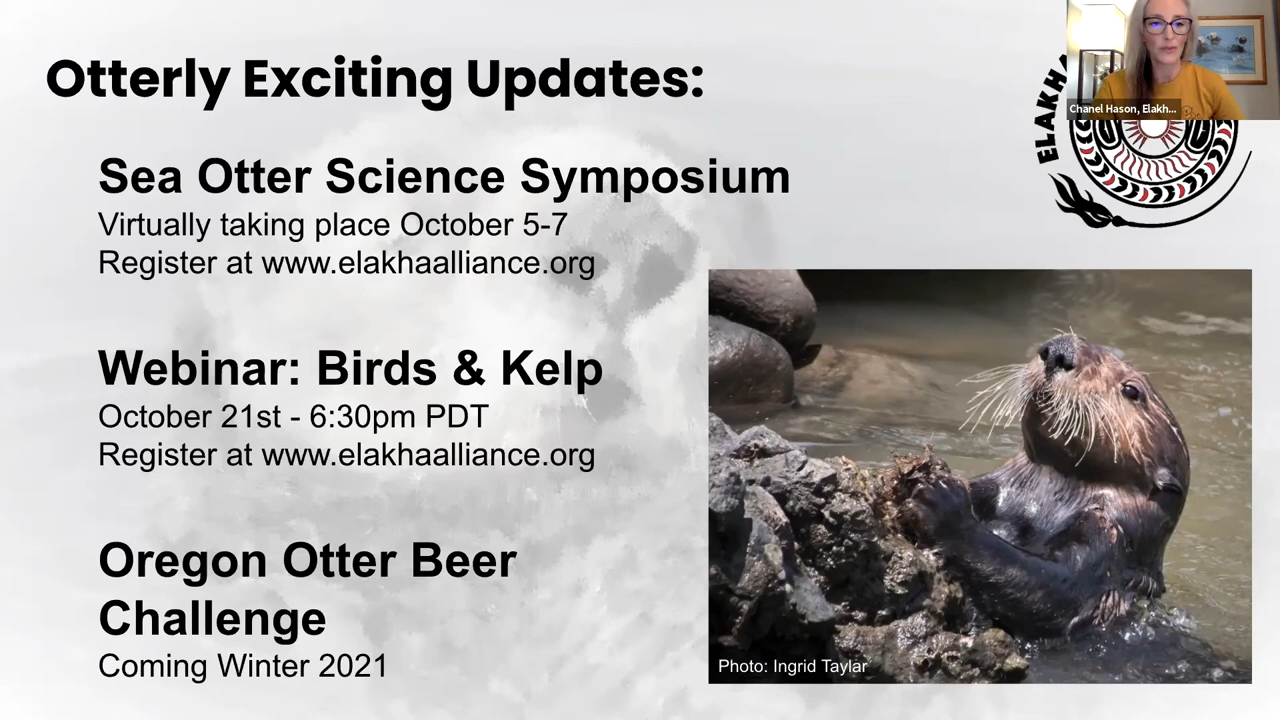 Otterly Exciting Updates:
Sea Otter Science Symposium
Virtually taking place October 5-7
Register at www.elakhaalliance.org
Webinar: Birds & Kelp
October 21st - 6:30pm PDT
Register at www.elakhaalliance.org
Oregon Otter Beer
Challenge
Coming Winter 2021
Photo: Ingrid Taylar
Chanel Hason, Elakh...
ELAKHA